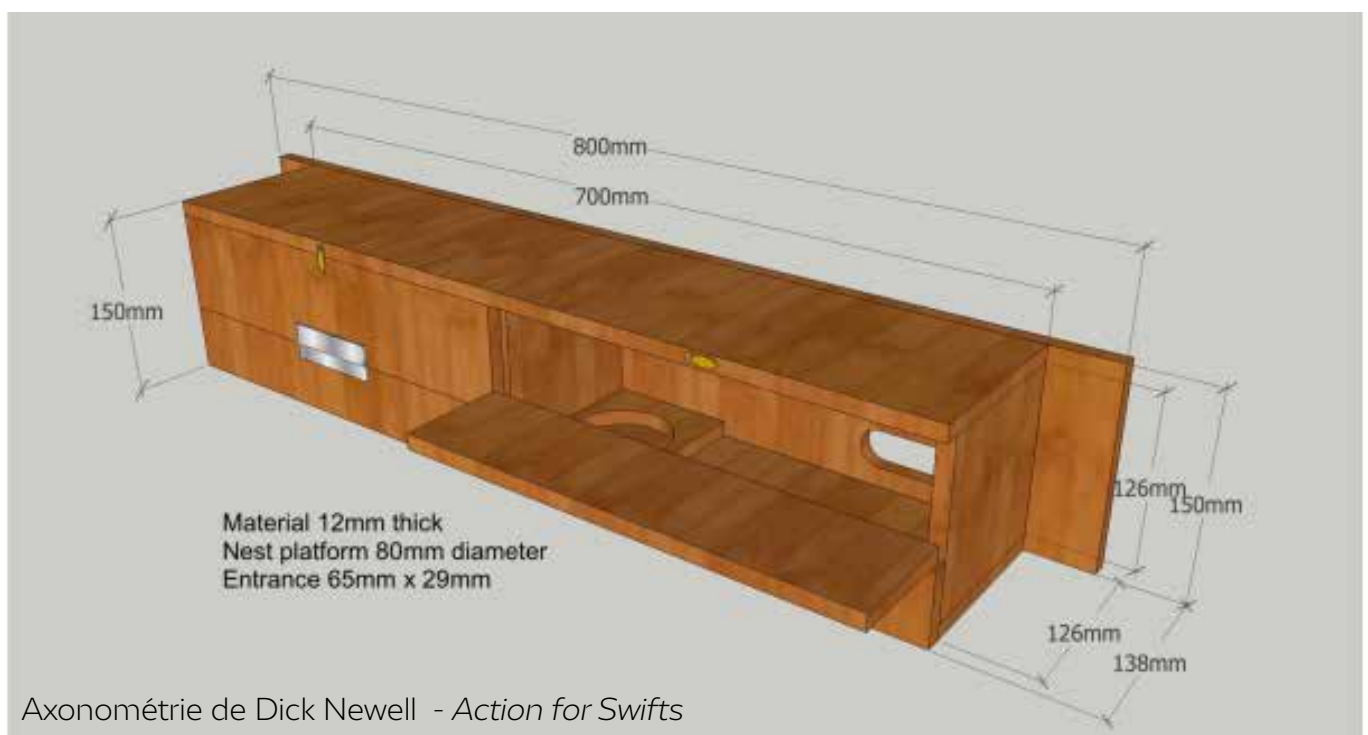 800mm
700mm
150mm
126mm
150mm
Material 12mm thick
Nest platform 80mm diameter
Entrance 65mm x 29mm
126mm
138mm
Axonométrie de Dick Newell - Action for Swifts